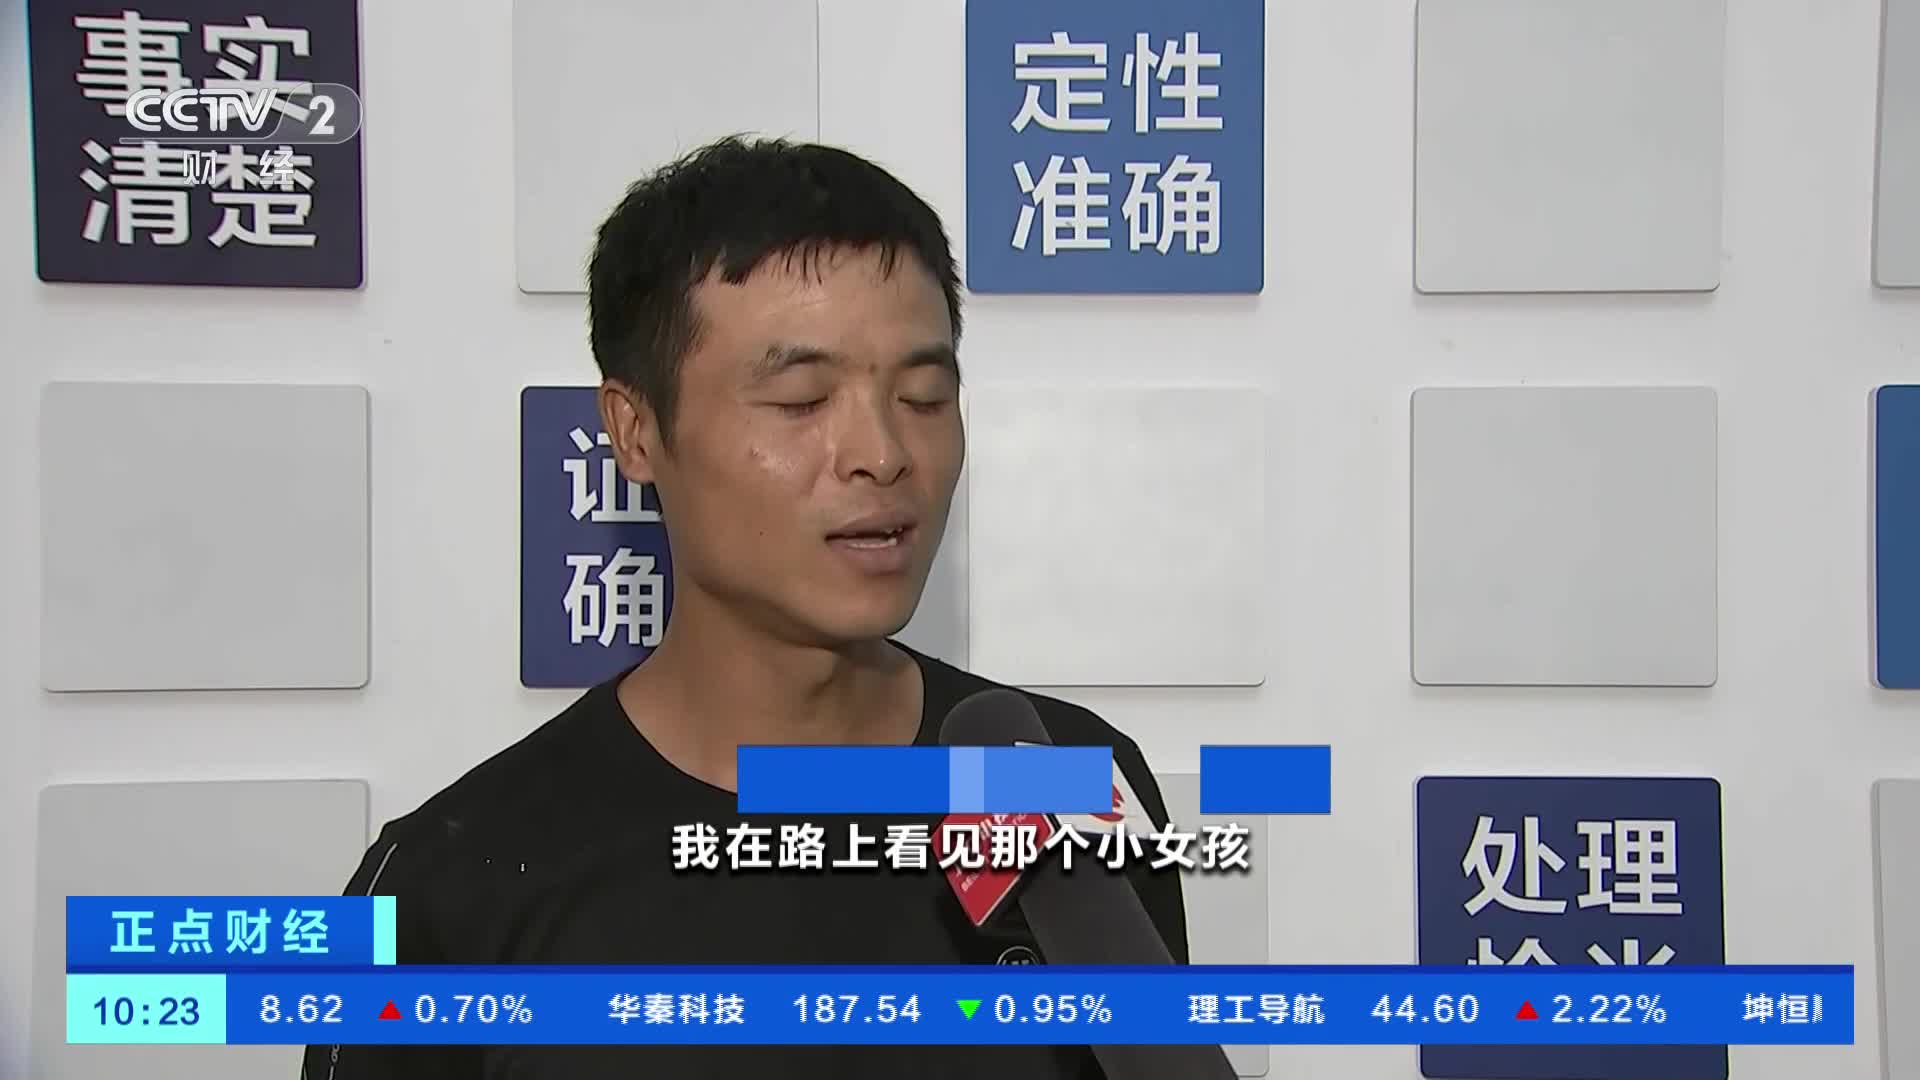 事实
清楚
CCTV 2
财 经
定性
准确
证
确
我在路上看见那个小女孩
处理
正点财经
10:23 8.62 ▲ 0.70% 华秦科技 187.54 ▼ 0.95% 理工导航 44.60 ▲ 2.22% 坤恒